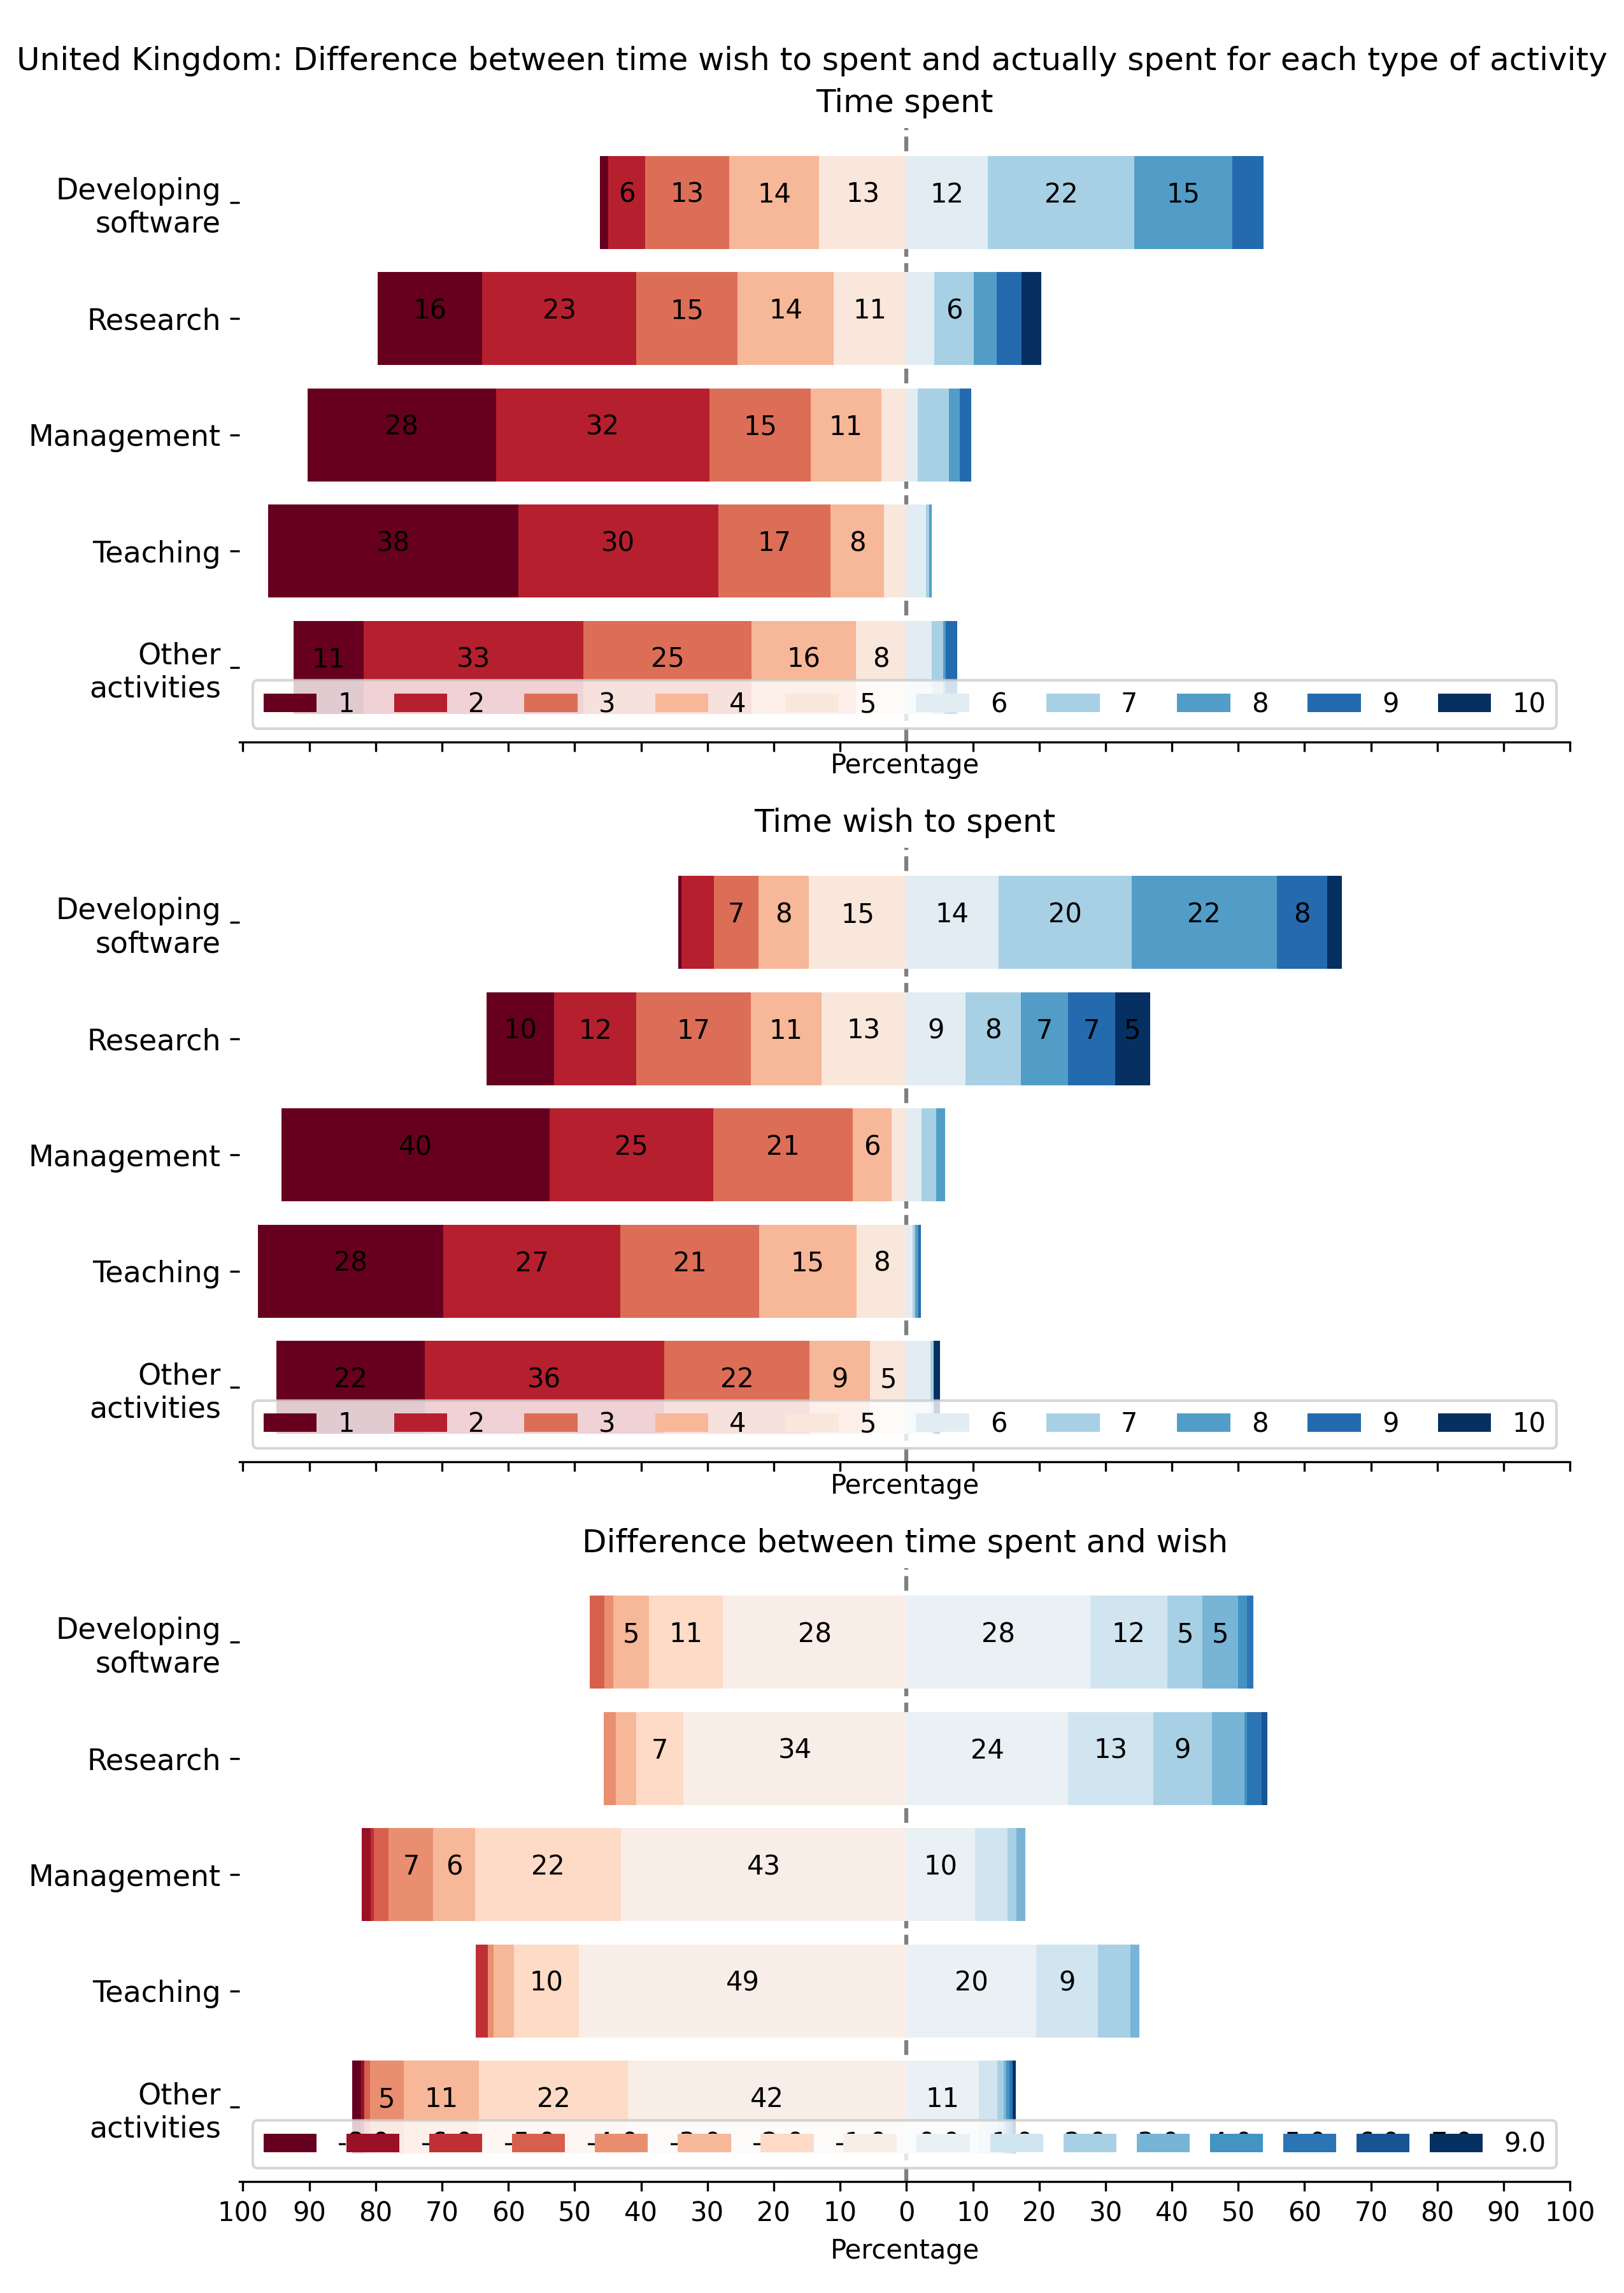 United Kingdom: Difference between time wish to spent and actually spent for each type of activity
Time spent
Developing
software
6 13 14 13 12 22 15
Research
16 23 15 14 11 6
Management
28 32 15 11
Teaching
38 30 17 8
Other
activities
11 33 25 16 8
1 2 3 4 5 6 7 8 9 10
Percentage
Time wish to spent
Developing
software
7 8 15 14 20 22 8
Research
10 12 17 11 13 9 8 7 7 5
Management
40 25 21 6
Teaching
28 27 21 15 8
Other
activities
22 36 22 9 5
1 2 3 4 5 6 7 8 9 10
Percentage
Difference between time spent and wish
Developing
software
5 11 28 28 12 5 5
Research
7 34 24 13 9
Management
7 6 22 43 10
Teaching
10 49 20 9
Other
activities
5 11 22 42 11
9.0
100 90 80 70 60 50 40 30 20 10 0 10 20 30 40 50 60 70 80 90 100
Percentage